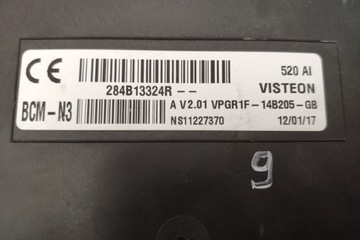 CE
520 AI
284B13324R --
VISTEON
BCM-N3
A V2.01 VPGR1F-14B205-GB
NS11227370
12/01/17
9